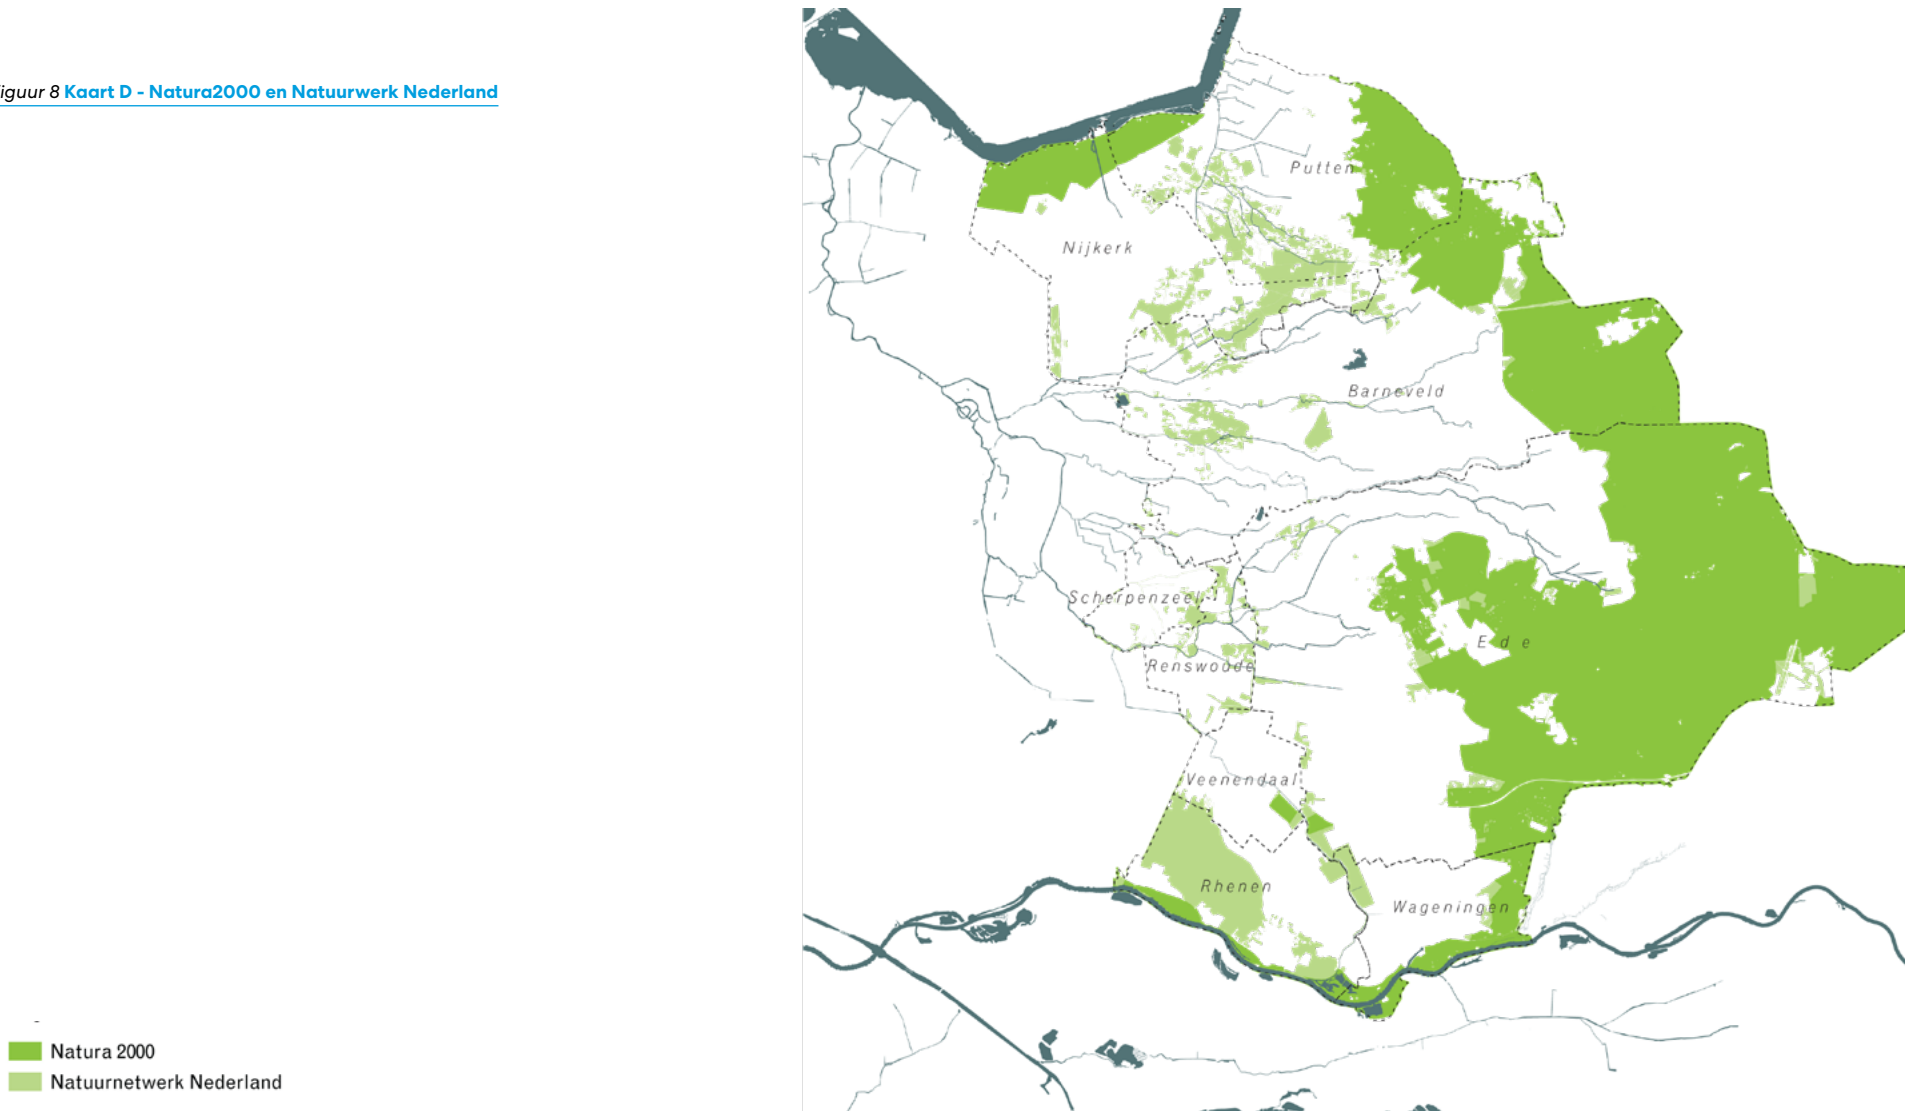 iguur 8 Kaart D - Natura2000 en Natuurwerk Nederland
Putten
Nijkerk
Barneveld
Scherpenzeel
Ede
Renswoude
Veenendaal
Rhenen
Wageningen
Natura 2000
Natuurnetwerk Nederland